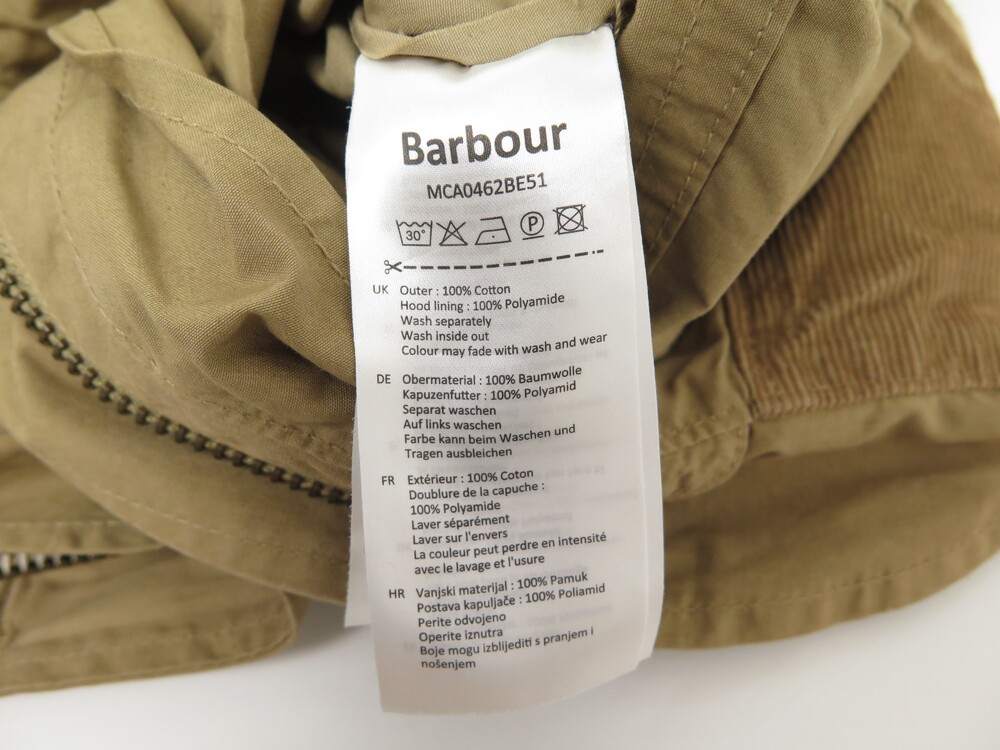 Barbour
MCA0462BE51
30°
P
UK Outer : 100% Cotton
Hood lining : 100% Polyamide
Wash separately
Wash inside out
Colour may fade with wash and wear
DE Obermaterial : 100% Baumwolle
Kapuzenfutter : 100% Polyamid
Separat waschen
Auf links waschen
Farbe kann beim Waschen und
Tragen ausbleichen
FR Extérieur : 100% Coton
Doublure de la capuche :
100% Polyamide
Laver séparément
Laver sur l'envers
La couleur peut perdre en intensité
avec le lavage et l'usure
HR Vanjski materijal : 100% Pamuk
Postava kapuljače : 100% Poliamid
Perite odvojeno
Operite iznutra
Boje mogu izblijediti s pranjem i
nošenjem